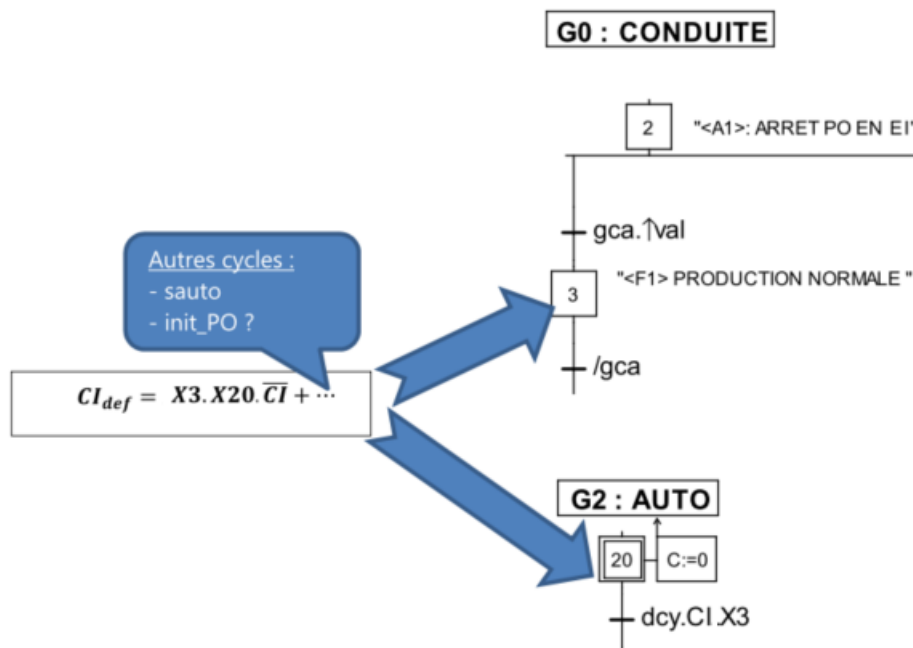 G0 : CONDUITE
2
"<A1>: ARRET PO EN EI"
gca.↑val
Autres cycles :
- sauto
- init_PO ?
3
"<F1> PRODUCTION NORMALE "
/gca
CI_def = X3.X20.C̅I̅ + ⋯
G2 : AUTO
20
C:=0
dcy.CI.X3